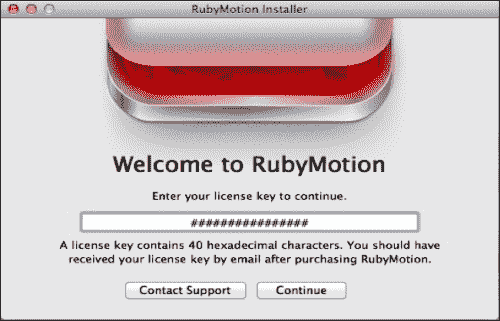 RubyMotion Installer
Welcome to RubyMotion
Enter your license key to continue.
###############
A license key contains 40 hexadecimal characters. You should have
received your license key by email after purchasing RubyMotion.
Contact Support
Continue